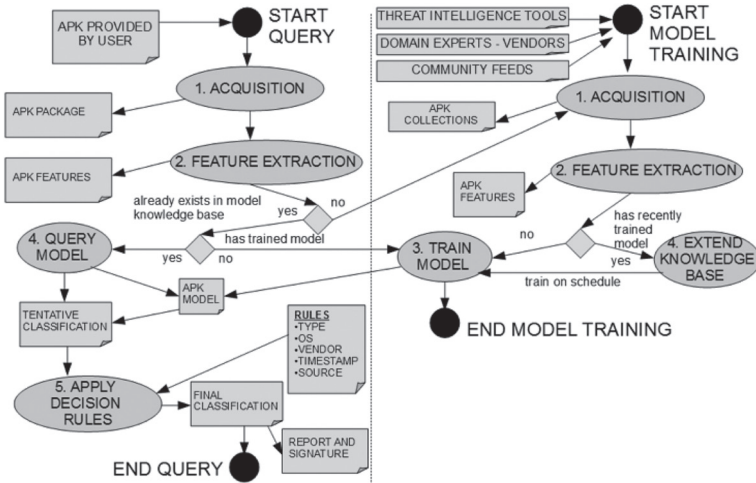 APK PROVIDED
BY USER
START
QUERY
1. ACQUISITION
APK PACKAGE
2. FEATURE EXTRACTION
APK FEATURES
already exists in model
knowledge base
yes
no
has trained model
yes
no
4. QUERY
MODEL
APK
MODEL
TENTATIVE
CLASSIFICATION
RULES
•TYPE
•OS
•VENDOR
•TIMESTAMP
•SOURCE
5. APPLY
DECISION
RULES
FINAL
CLASSIFICATION
REPORT AND
SIGNATURE
END QUERY
THREAT INTELLIGENCE TOOLS
DOMAIN EXPERTS - VENDORS
COMMUNITY FEEDS
START
MODEL
TRAINING
1. ACQUISITION
APK
COLLECTIONS
2. FEATURE EXTRACTION
APK
FEATURES
has recently
trained
model
no
yes
3. TRAIN
MODEL
4. EXTEND
KNOWLEDGE
BASE
train on schedule
END MODEL TRAINING